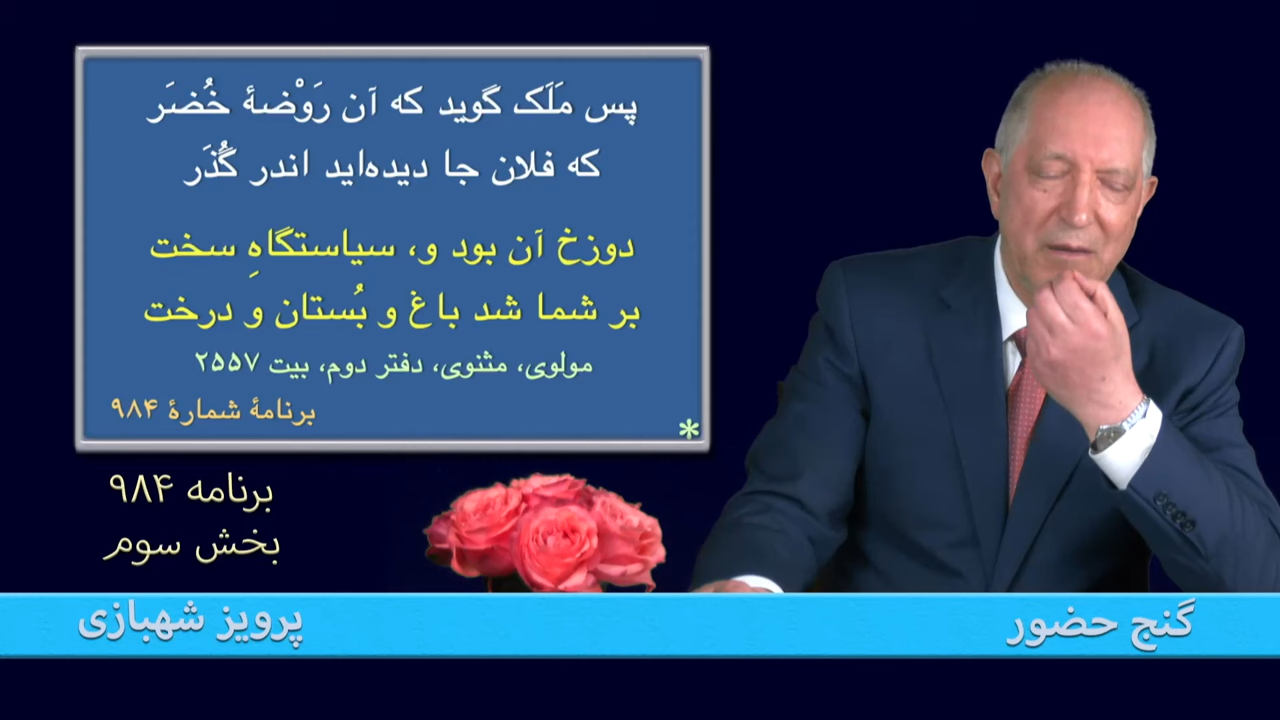 پس مَلَک گوید که آن رَوْضهٔ خُضَر
که فلان جا دیده‌اید اندر گُذَر
دوزخ آن بود و، سیاستگاهِ سخت
بر شما شد باغ و بُستان و درخت
مولوی، مثنوی، دفتر دوم، بیت ۲۵۵۷
برنامهٔ شمارهٔ ۹۸۴
*
برنامه ۹۸۴
بخش سوم
گنج حضور
پرویز شهبازی